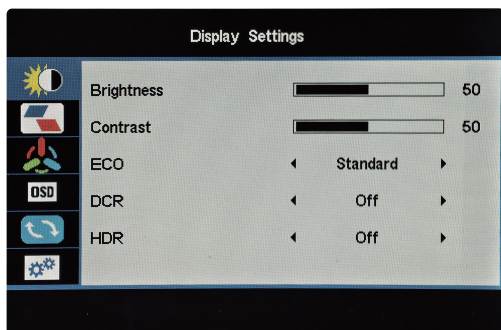 Display Settings
Brightness 50
Contrast 50
ECO Standard
DCR Off
OSD
HDR Off